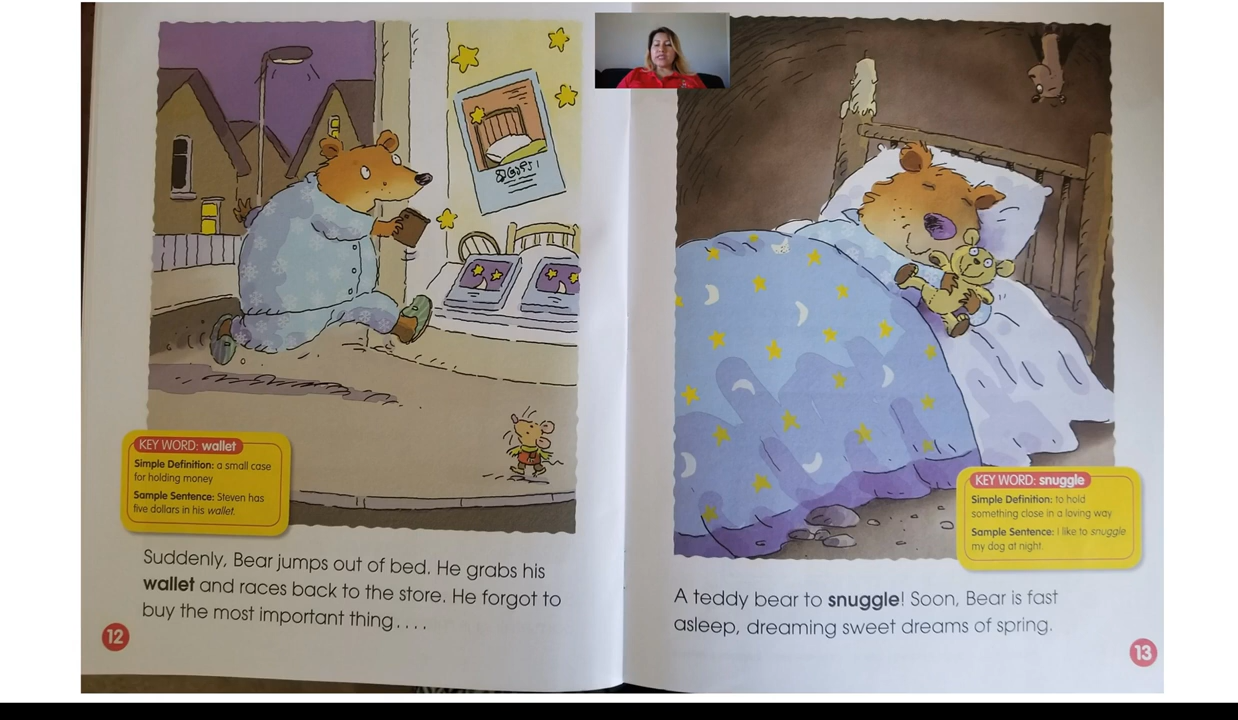 KEY WORD: wallet
Simple Definition: a small case
for holding money
Sample Sentence: Steven has
five dollars in his wallet.
Suddenly, Bear jumps out of bed. He grabs his
wallet and races back to the store. He forgot to
buy the most important thing....
12
KEY WORD: snuggle
Simple Definition: to hold
something close in a loving way
Sample Sentence: I like to snuggle
my dog at night.
A teddy bear to snuggle! Soon, Bear is fast
asleep, dreaming sweet dreams of spring.
13